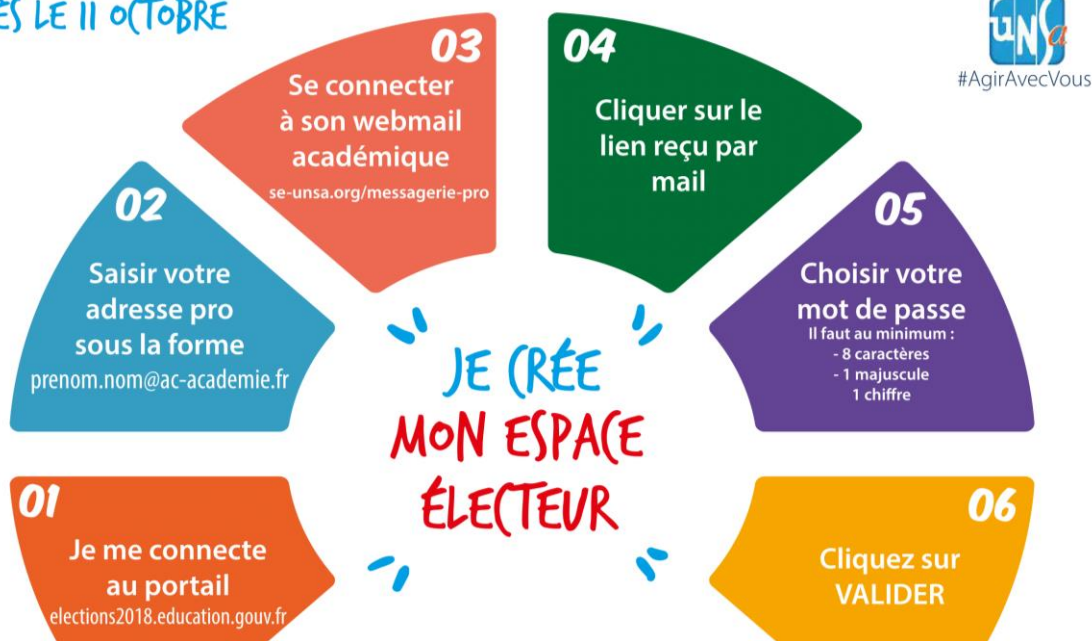 ÈS LE 11 OCTOBRE
unsa
#AgirAvecVous
01
Je me connecte
au portail
elections2018.education.gouv.fr
02
Saisir votre
adresse pro
sous la forme
prenom.nom@ac-academie.fr
03
Se connecter
à son webmail
académique
se-unsa.org/messagerie-pro
04
Cliquer sur le
lien reçu par
mail
05
Choisir votre
mot de passe
Il faut au minimum :
- 8 caractères
- 1 majuscule
1 chiffre
06
Cliquez sur
VALIDER
JE CRÉE
MON ESPACE
ÉLECTEUR